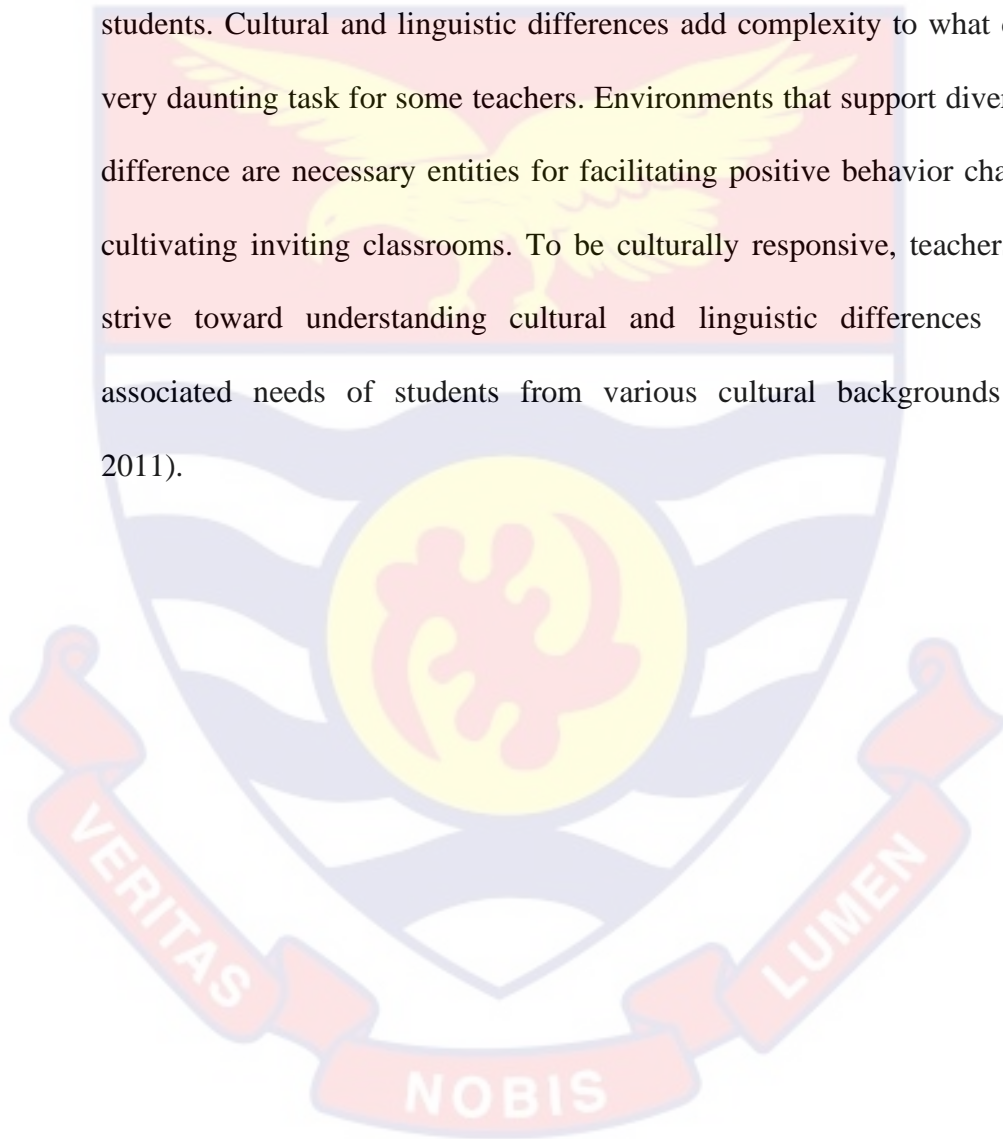 students. Cultural and linguistic differences add complexity to what
very daunting task for some teachers. Environments that support
difference are necessary entities for facilitating positive behavior
cultivating inviting classrooms. To be culturally responsive, teacher
strive toward understanding cultural and linguistic differences
associated needs of students from various cultural backgrounds
2011).
VERITAS
NOBIS
LUMEN